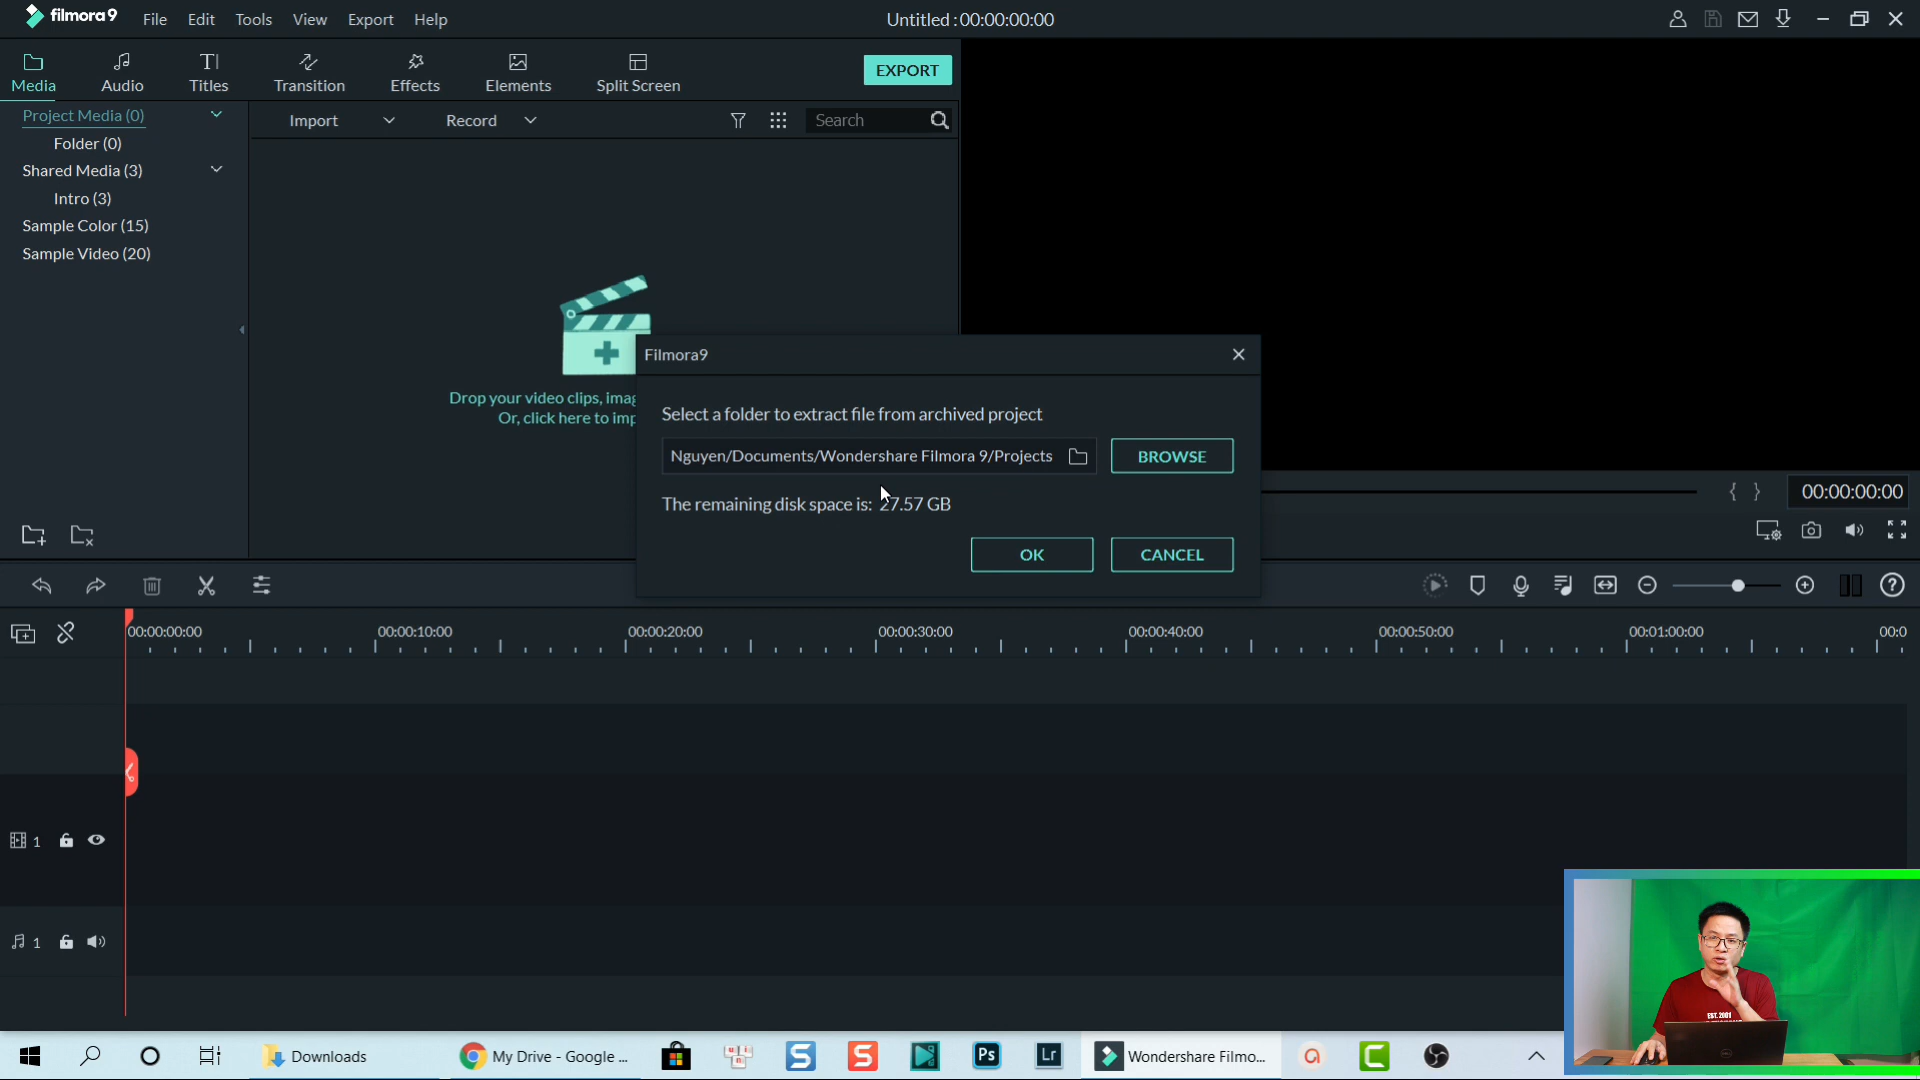 filmora9 File Edit Tools View Export Help Untitled : 00:00:00:00
Media Audio Titles Transition Effects Elements Split Screen EXPORT
Project Media (0)
Folder (0)
Shared Media (3)
Intro (3)
Sample Color (15)
Sample Video (20)
Import Record Search
Drop your video clips, imag
Or, click here to imp
Filmora9
Select a folder to extract file from archived project
Nguyen/Documents/Wondershare Filmora 9/Projects BROWSE
The remaining disk space is: 27.57 GB
OK CANCEL
{ } 00:00:00:00
00:00:00:00 00:00:10:00 00:00:20:00 00:00:30:00 00:00:40:00 00:00:50:00 00:01:00:00 00:0
1
1
EST. 2001
Downloads My Drive - Google ... Ps Lr Wondershare Filmo...